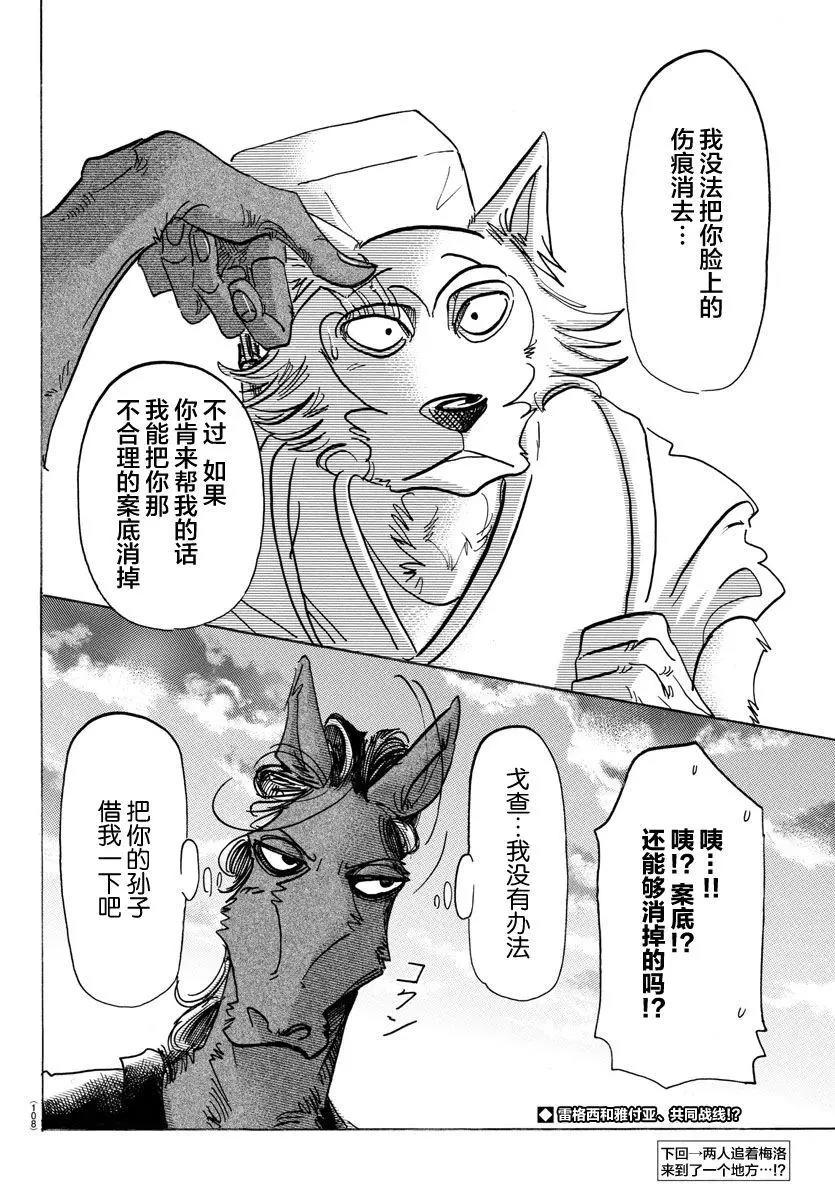 我没法把你脸上的
伤痕消去…
不过 如果
你肯来帮我的话
我能把你那
不合理的案底消掉
咦…!!
咦!? 案底!?
还能够消掉的吗!?
戈查…我没有办法
把你的孙子
借我一下吧
コクン
◆雷格西和雅付亚、共同战线!?
下回→两人追着梅洛
来到了一个地方…!?
(108)